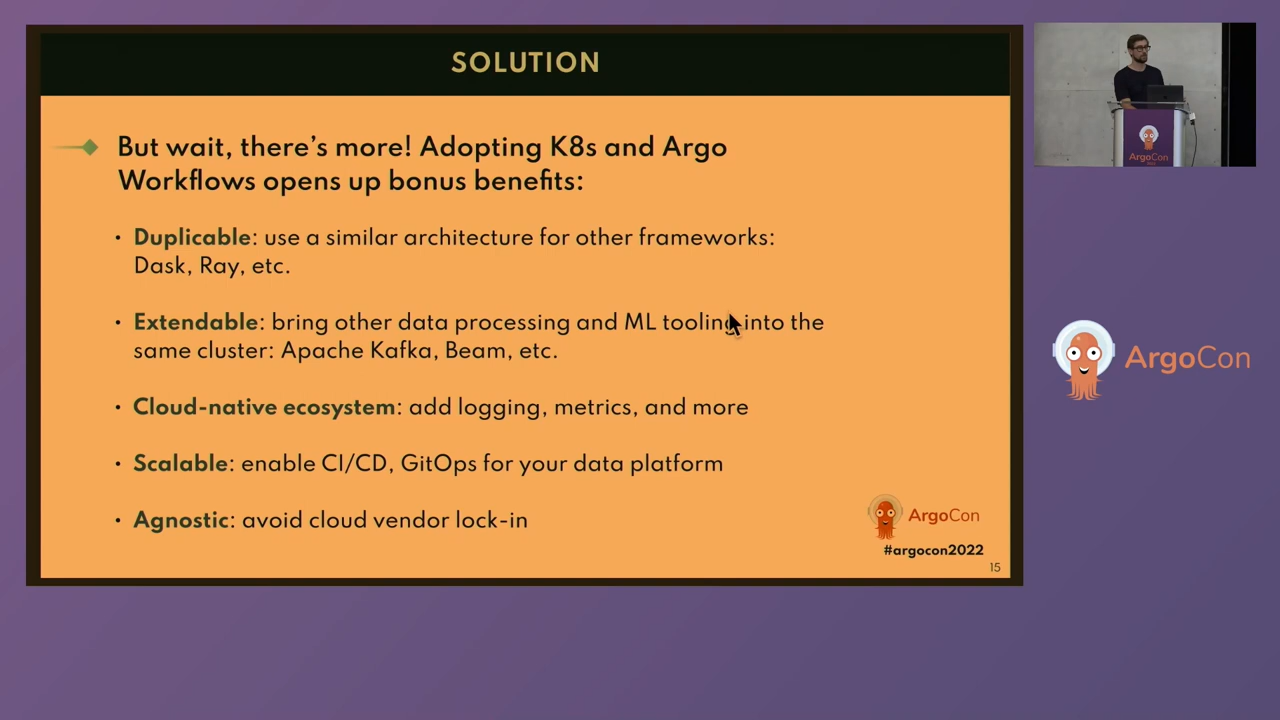 SOLUTION
But wait, there's more! Adopting K8s and Argo
Workflows opens up bonus benefits:
• Duplicable: use a similar architecture for other frameworks:
Dask, Ray, etc.
• Extendable: bring other data processing and ML tooling into the
same cluster: Apache Kafka, Beam, etc.
• Cloud-native ecosystem: add logging, metrics, and more
• Scalable: enable CI/CD, GitOps for your data platform
• Agnostic: avoid cloud vendor lock-in
ArgoCon
#argocon2022
15
ArgoCon
ArgoCon